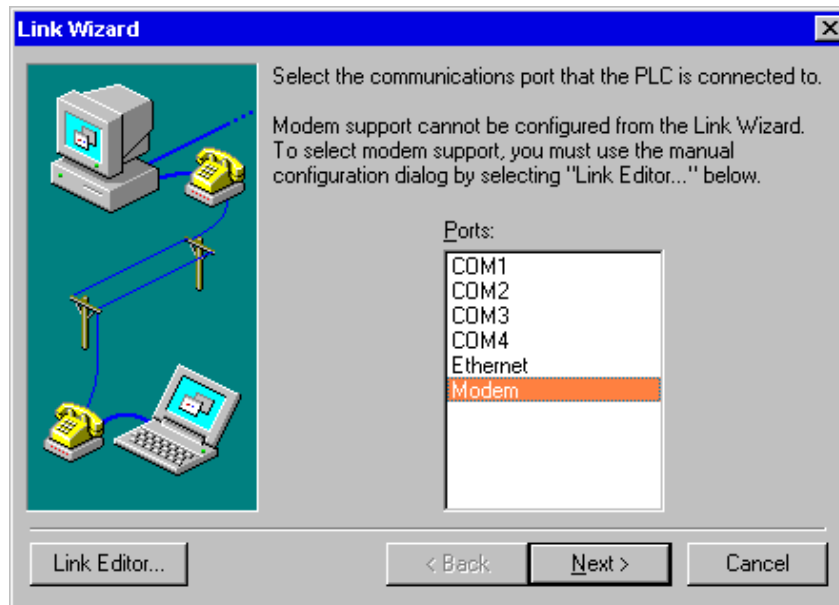 Link Wizard
Select the communications port that the PLC is connected to.
Modem support cannot be configured from the Link Wizard.
To select modem support, you must use the manual
configuration dialog by selecting "Link Editor..." below.
Ports:
COM1
COM2
COM3
COM4
Ethernet
Modem
Link Editor...
< Back
Next >
Cancel